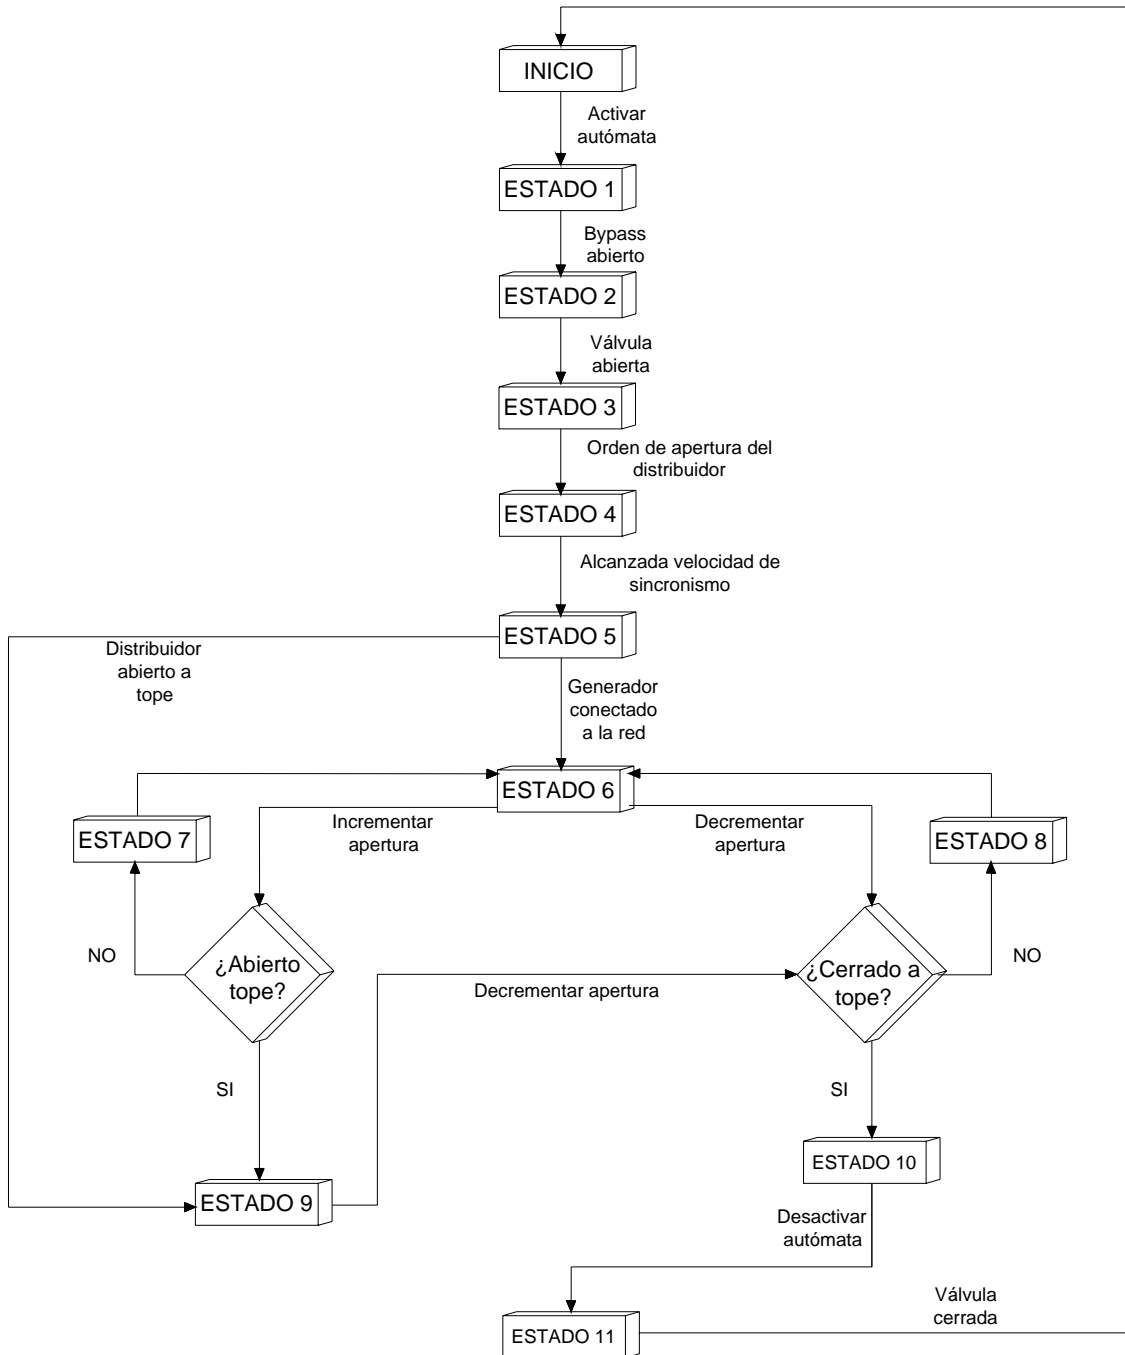 INICIO
Activar
autómata
ESTADO 1
Bypass
abierto
ESTADO 2
Válvula
abierta
ESTADO 3
Orden de apertura del
distribuidor
ESTADO 4
Alcanzada velocidad de
sincronismo
ESTADO 5
Distribuidor
abierto a
tope
Generador
conectado
a la red
ESTADO 6
Incrementar
apertura
Decrementar
apertura
ESTADO 7
ESTADO 8
NO
¿Abierto
tope?
Decrementar apertura
¿Cerrado a
tope?
NO
SI
SI
ESTADO 9
ESTADO 10
Desactivar
autómata
ESTADO 11
Válvula
cerrada